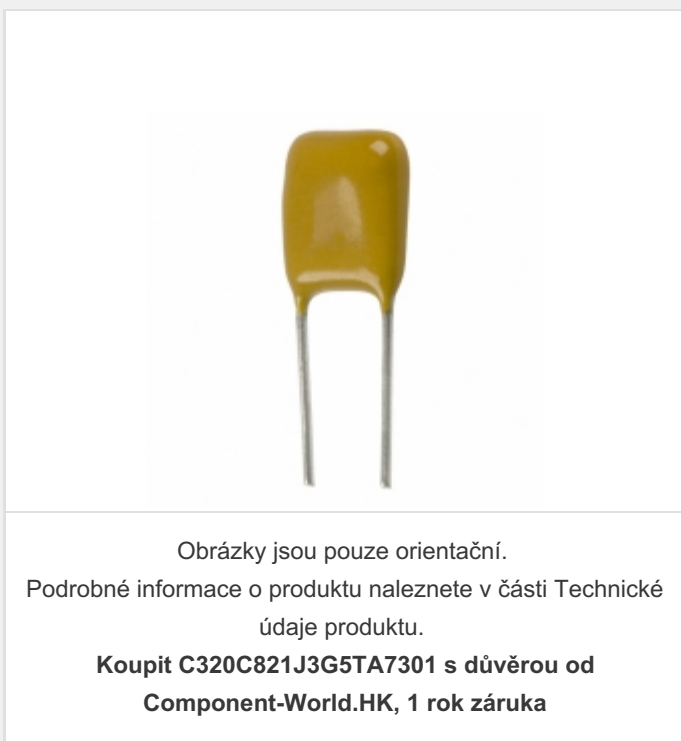 Obrázky jsou pouze orientační.
Podrobné informace o produktu naleznete v části Technické
údaje produktu.
Koupit C320C821J3G5TA7301 s důvěrou od
Component-World.HK, 1 rok záruka